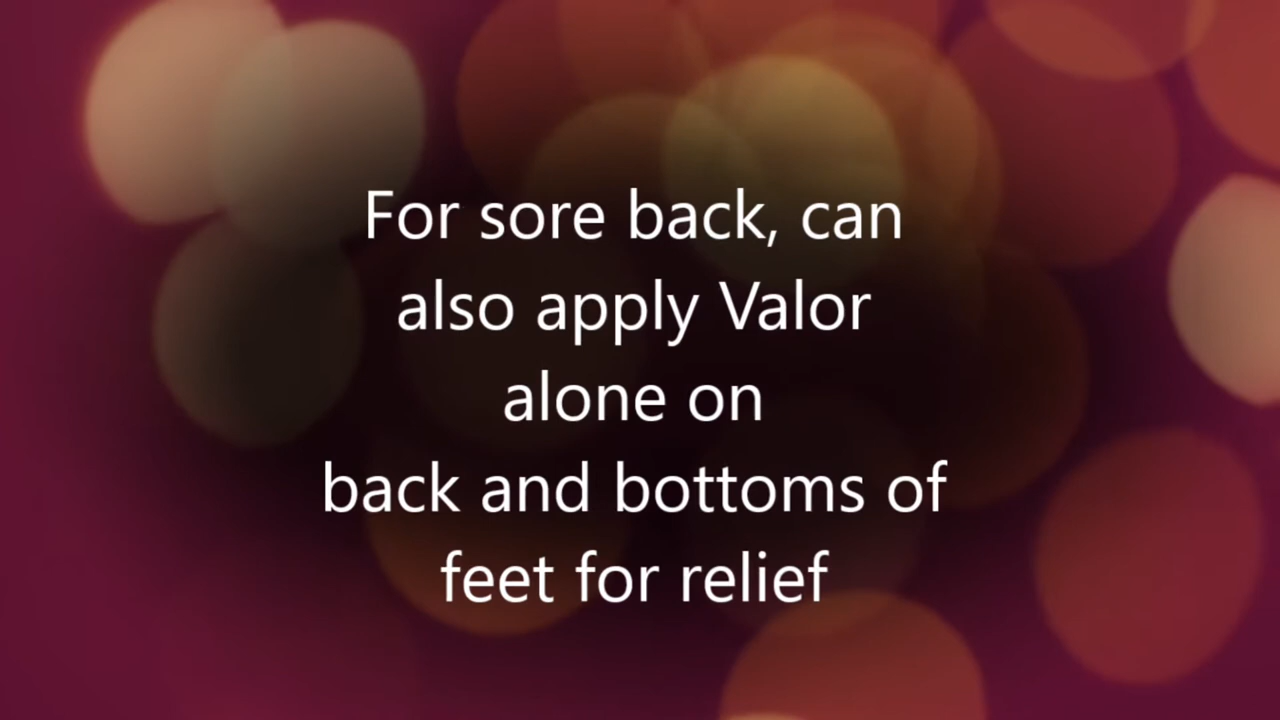 For sore back, can
also apply Valor
alone on
back and bottoms of
feet for relief